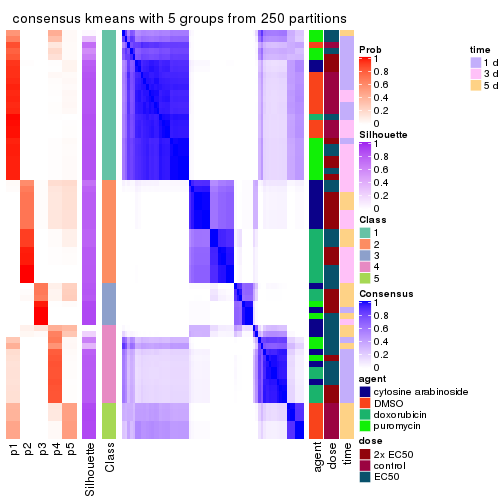 consensus kmeans with 5 groups from 250 partitions
Prob
1
0.8
0.6
0.4
0.2
0
time
1 d
3 d
5 d
Silhouette
1
0.8
0.6
0.4
0.2
0
Class
1
2
3
4
5
Consensus
1
0.8
0.6
0.4
0.2
0
agent
cytosine arabinoside
DMSO
doxorubicin
puromycin
dose
2x EC50
control
EC50
p1
p2
p3
p4
p5
Silhouette
Class
agent
dose
time